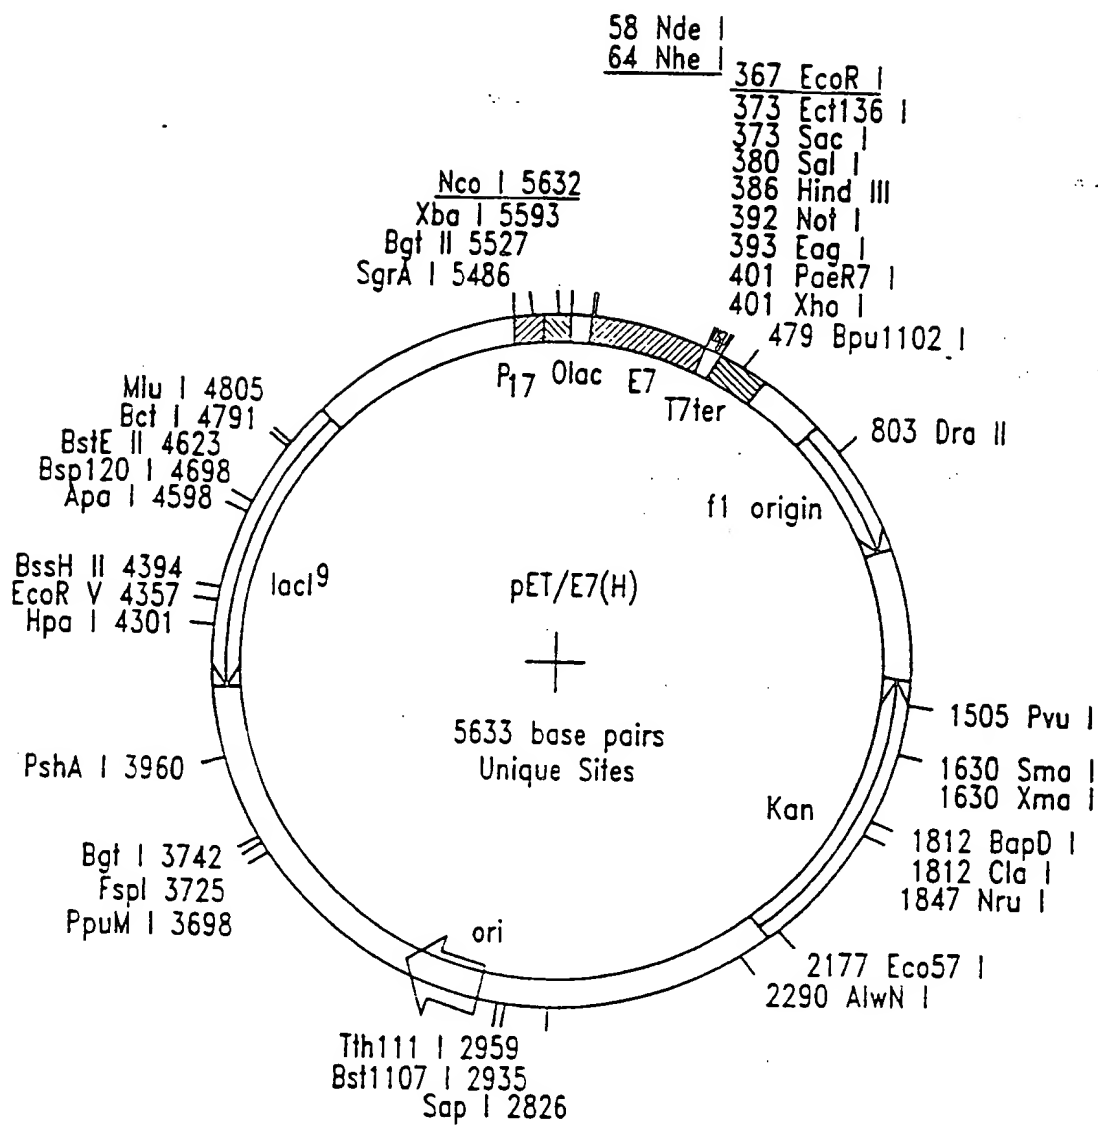 58 Nde I
64 Nhe I
367 EcoR I
373 Ect136 I
373 Sac I
380 Sal I
386 Hind III
392 Not I
393 Eag I
401 PaeR7 I
401 Xho I
479 Bpu1102 I
Nco I 5632
Xba I 5593
Bgt II 5527
SgrA I 5486
P17
Olac
E7
T7ter
803 Dra II
f1 origin
Mlu I 4805
Bct I 4791
BstE II 4623
Bsp120 I 4698
Apa I 4598
BssH II 4394
EcoR V 4357
Hpa I 4301
lacI9
pET/E7(H)
5633 base pairs
Unique Sites
1505 Pvu I
1630 Sma I
1630 Xma I
Kan
1812 BapD I
1812 Cla I
1847 Nru I
2177 Eco57 I
2290 AlwN I
PshA I 3960
Bgt I 3742
FspI 3725
PpuM I 3698
ori
Tth111 I 2959
Bst1107 I 2935
Sap I 2826